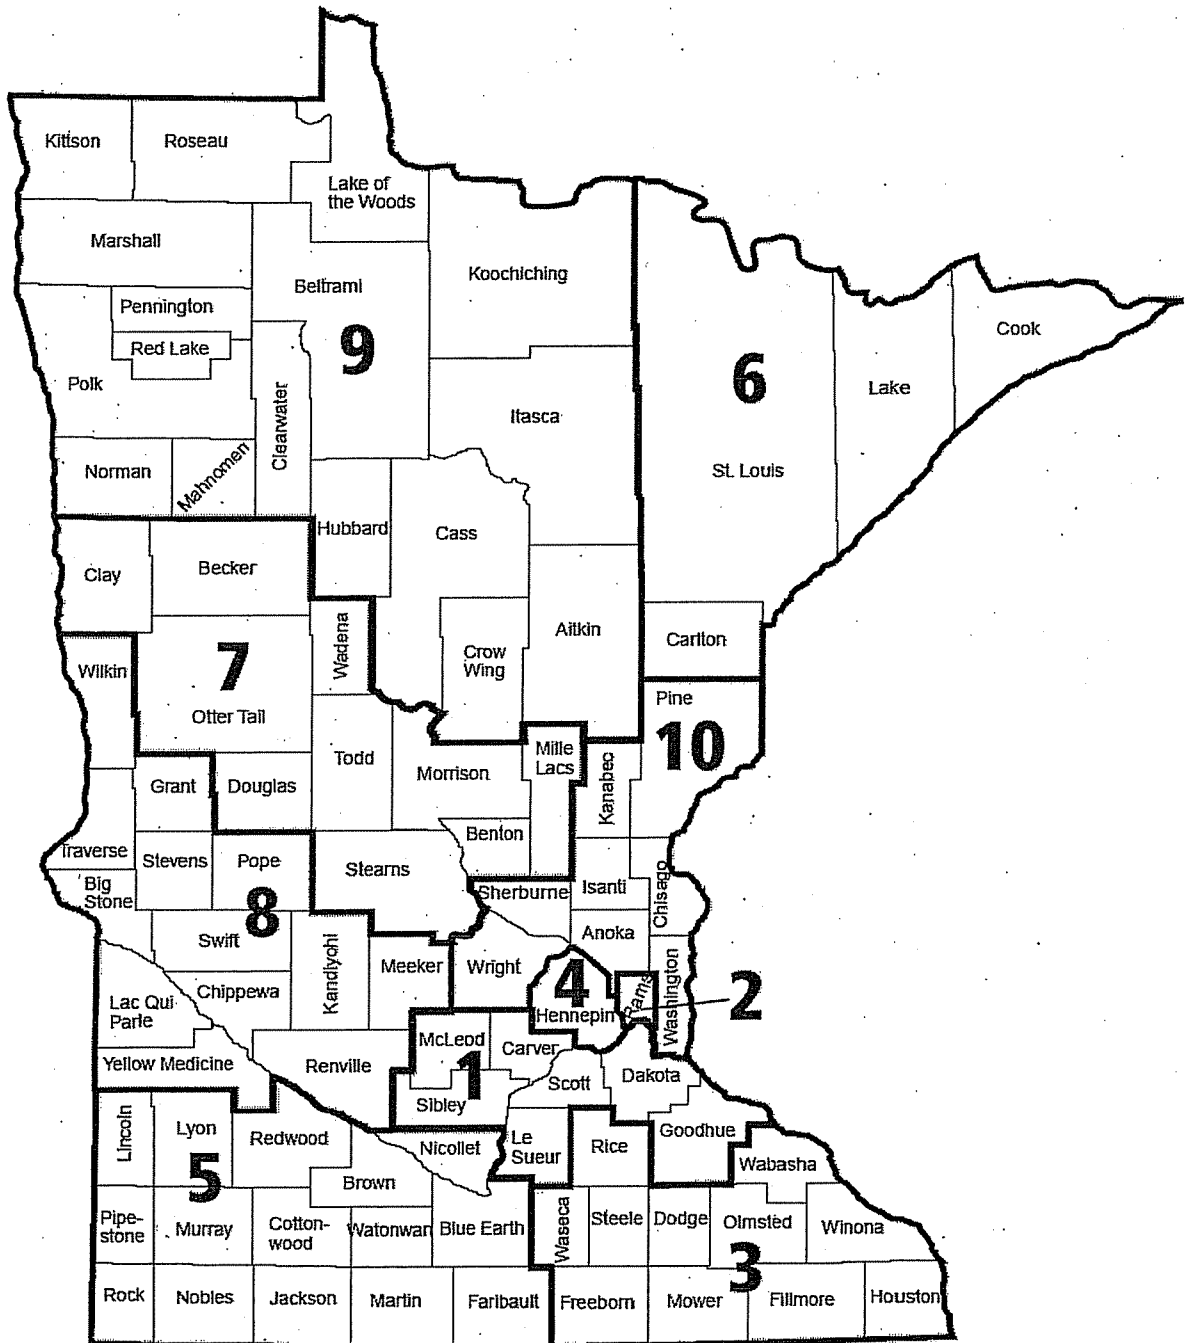 Kittson
Roseau
Lake of
the Woods
Marshall
Koochiching
Beltrami
Pennington
Red Lake
9
Cook
6
Polk
Lake
Clearwater
Itasca
Norman
Mahnomen
St. Louis
Hubbard
Cass
Clay
Becker
Aitkin
Carlton
Wadena
Crow
Wing
Wilkin
7
Otter Tail
Pine
10
Mille
Lacs
Todd
Morrison
Kanabec
Grant
Douglas
Benton
Traverse
Stevens
Pope
Stearns
Big
Stone
Sherburne
Isanti
Chisago
8
Swift
Anoka
Kandiyohi
Meeker
Wright
4
Hennepin
Rams
Washington
2
Chippewa
Lac Qui
Parle
McLeod
Carver
1
Yellow Medicine
Renville
Scott
Dakota
Sibley
Lincoln
Lyon
Redwood
Nicollet
Le
Sueur
Rice
Goodhue
Wabasha
5
Brown
Pipe-
stone
Murray
Cotton-
wood
Watonwan
Blue Earth
Waseca
Steele
Dodge
Olmsted
Winona
3
Rock
Nobles
Jackson
Martin
Faribault
Freeborn
Mower
Fillmore
Houston